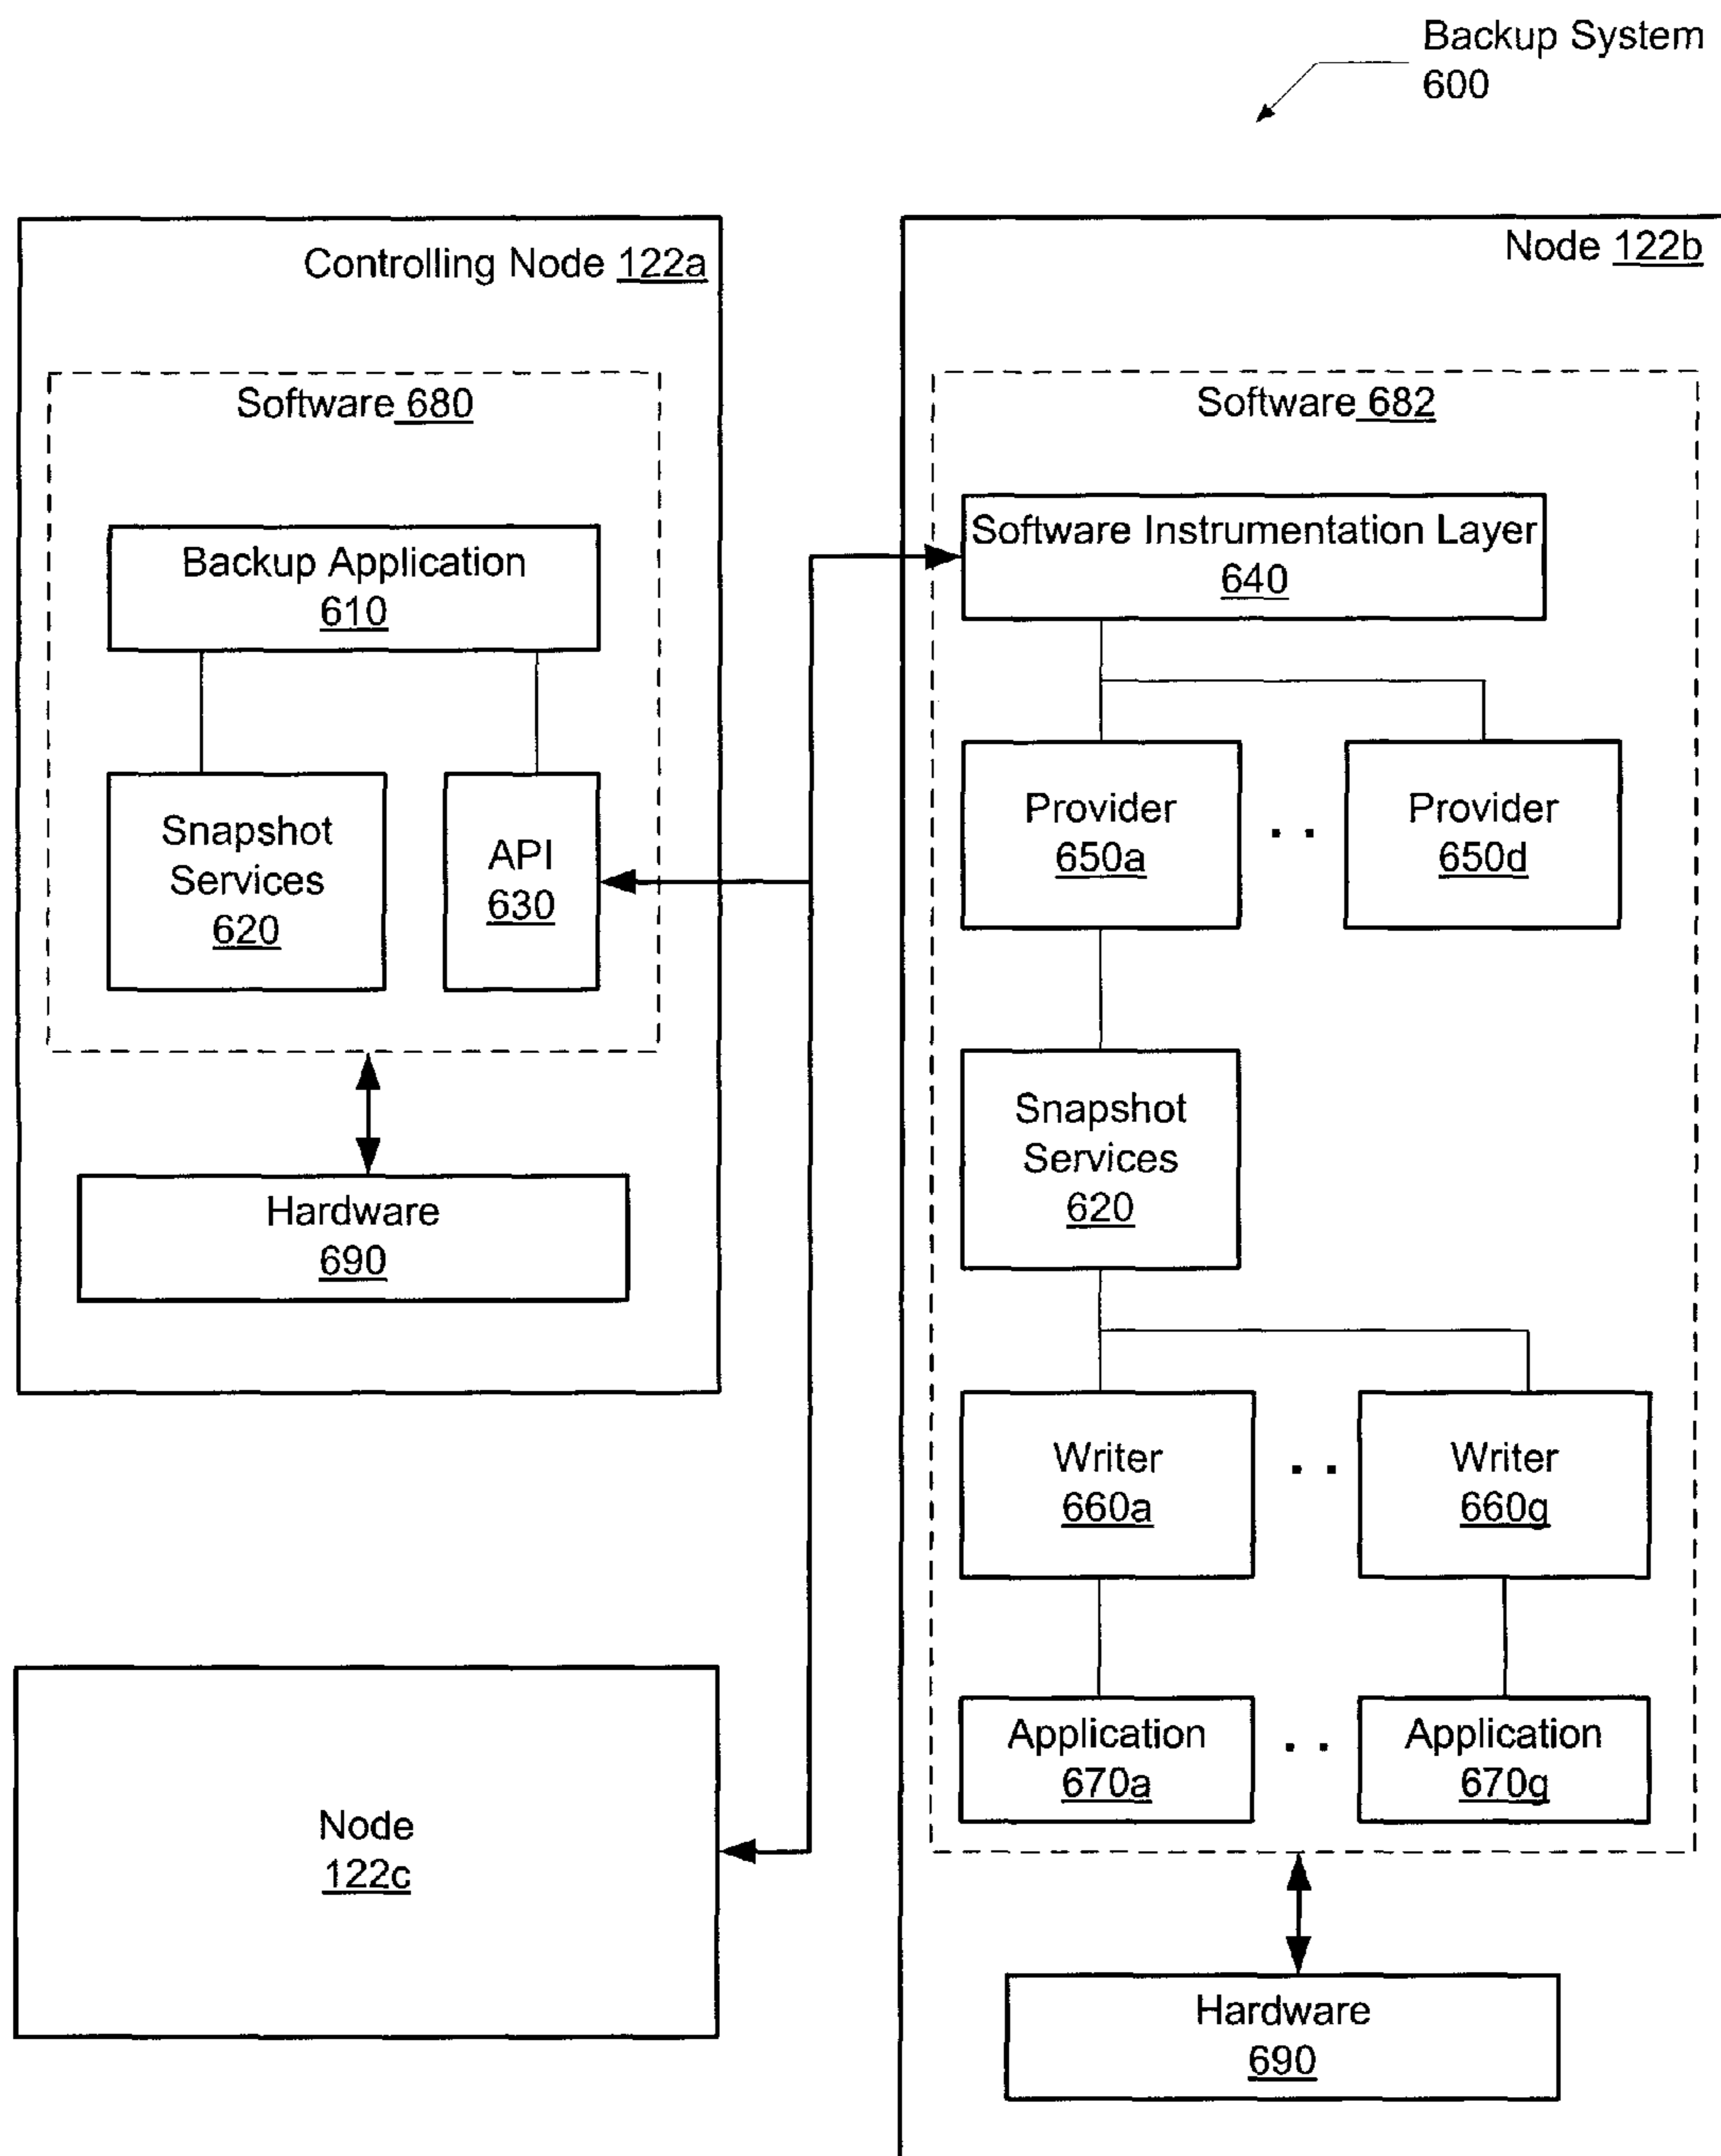 Backup System
600
Controlling Node 122a
Software 680
Backup Application
610
Snapshot
Services
620
API
630
Hardware
690
Node
122c
Node 122b
Software 682
Software Instrumentation Layer
640
Provider
650a
. .
Provider
650d
Snapshot
Services
620
Writer
660a
. .
Writer
660g
Application
670a
. .
Application
670g
Hardware
690